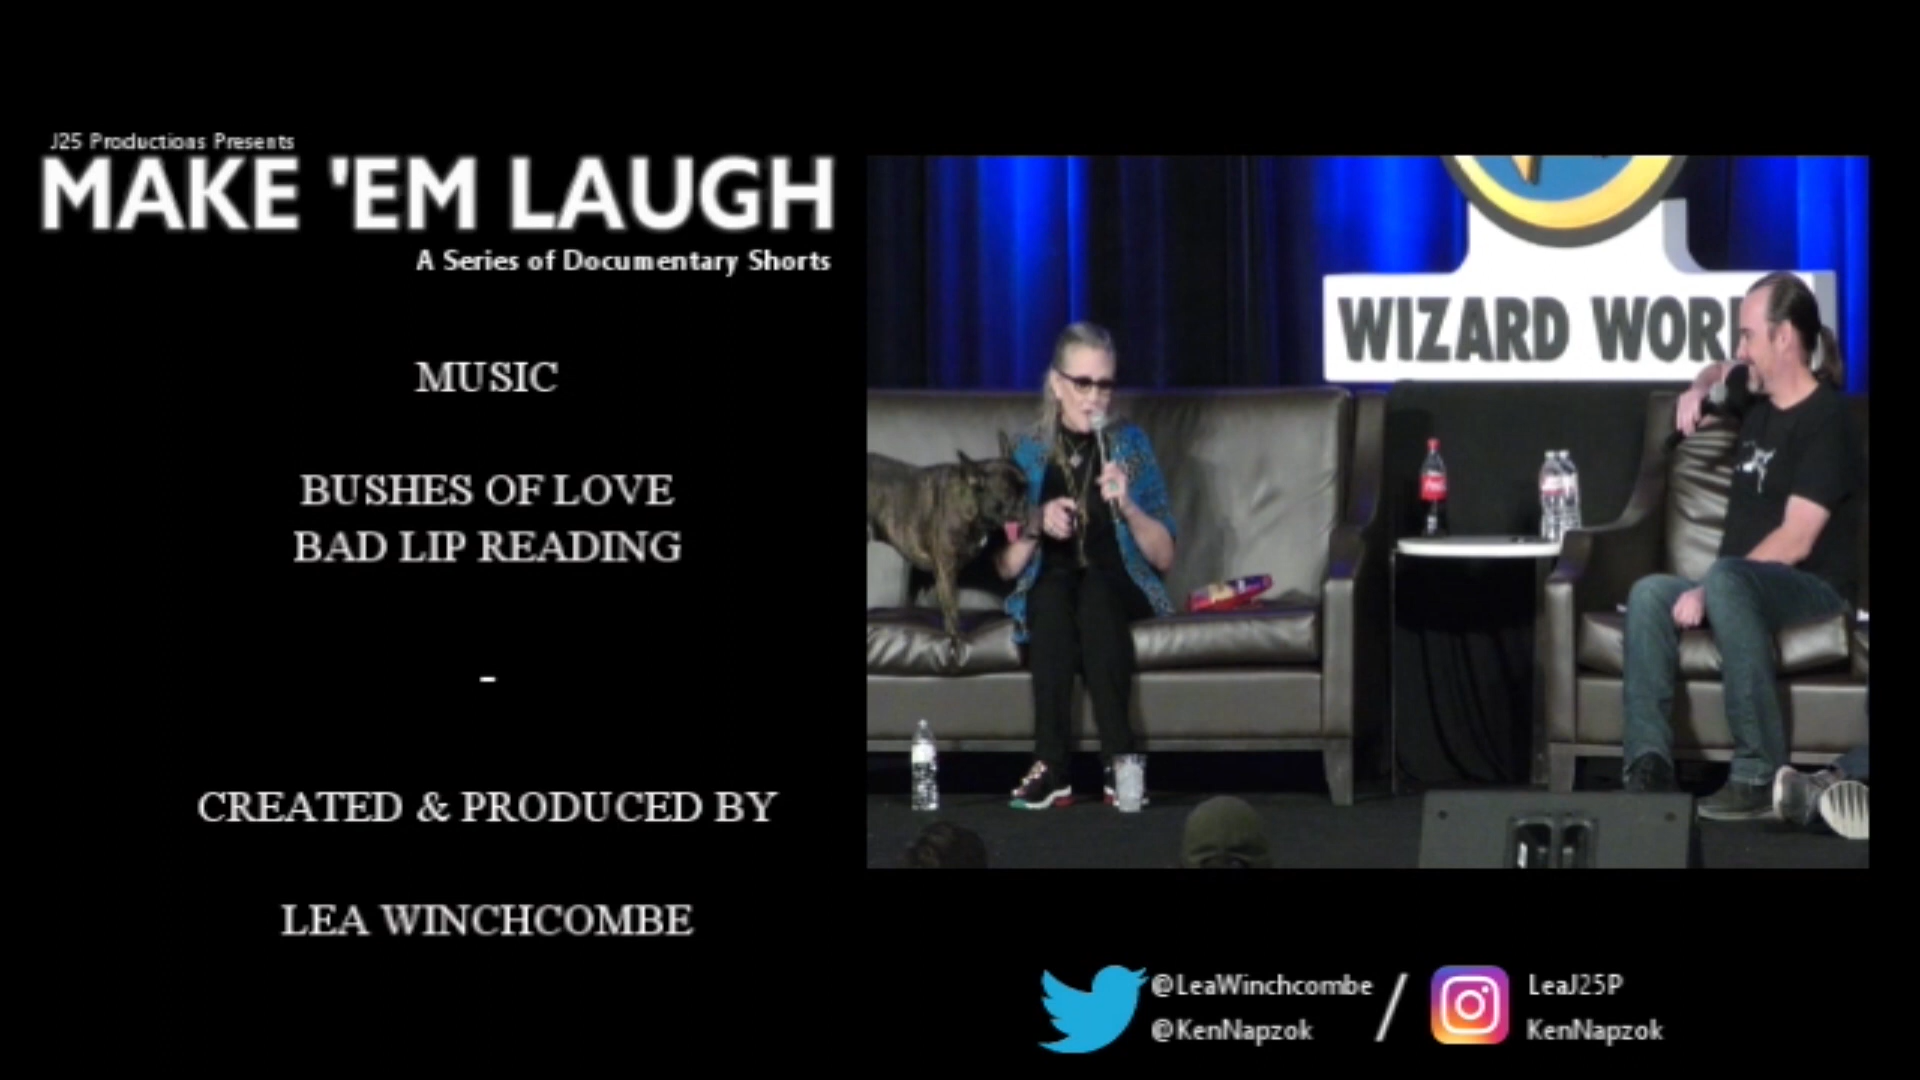 J25 Productions Presents
MAKE 'EM LAUGH
A Series of Documentary Shorts
MUSIC
BUSHES OF LOVE
BAD LIP READING
-
CREATED & PRODUCED BY
LEA WINCHCOMBE
WIZARD WOR
@LeaWinchcombe
@KenNapzok
/
LeaJ25P
KenNapzok